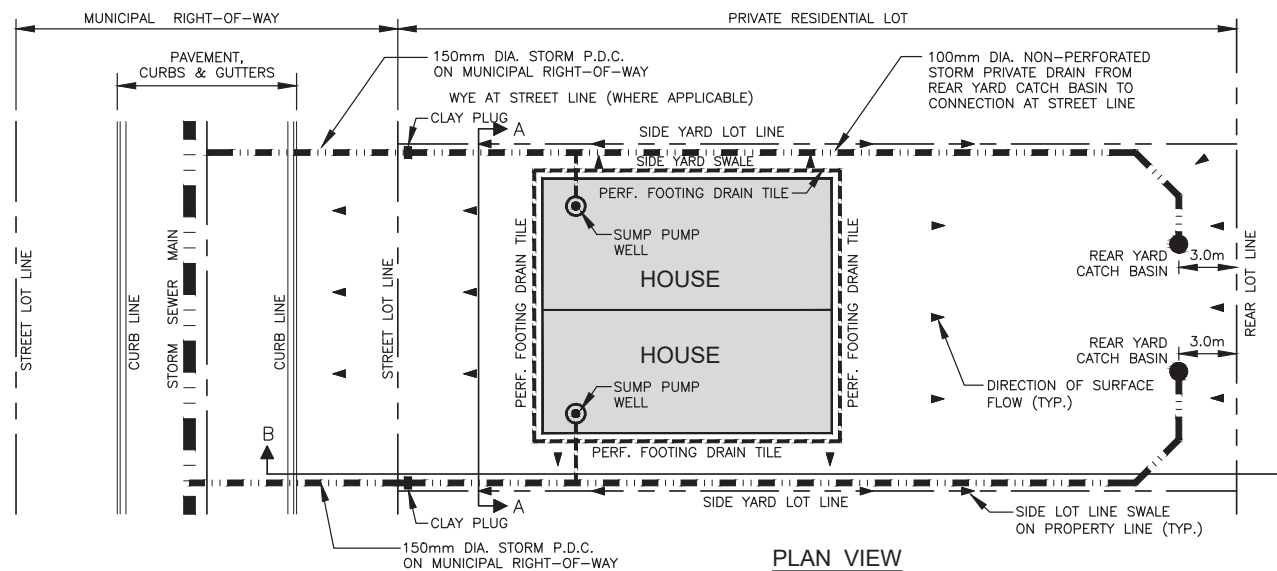 MUNICIPAL RIGHT-OF-WAY
PRIVATE RESIDENTIAL LOT
PAVEMENT,
CURBS & GUTTERS
150mm DIA. STORM P.D.C.
ON MUNICIPAL RIGHT-OF-WAY
100mm DIA. NON-PERFORATED
STORM PRIVATE DRAIN FROM
REAR YARD CATCH BASIN TO
CONNECTION AT STREET LINE
WYE AT STREET LINE (WHERE APPLICABLE)
CLAY PLUG
A
SIDE YARD LOT LINE
SIDE YARD SWALE
PERF. FOOTING DRAIN TILE
SUMP PUMP
WELL
HOUSE
STREET LOT LINE
CURB LINE
STORM SEWER MAIN
CURB LINE
STREET LOT LINE
PERF. FOOTING DRAIN TILE
PERF. FOOTING DRAIN TILE
REAR YARD
CATCH BASIN
3.0m
REAR LOT LINE
HOUSE
SUMP PUMP
WELL
REAR YARD
CATCH BASIN
3.0m
DIRECTION OF SURFACE
FLOW (TYP.)
B
PERF. FOOTING DRAIN TILE
SIDE YARD LOT LINE
A
CLAY PLUG
SIDE LOT LINE SWALE
ON PROPERTY LINE (TYP.)
150mm DIA. STORM P.D.C.
ON MUNICIPAL RIGHT-OF-WAY
PLAN VIEW